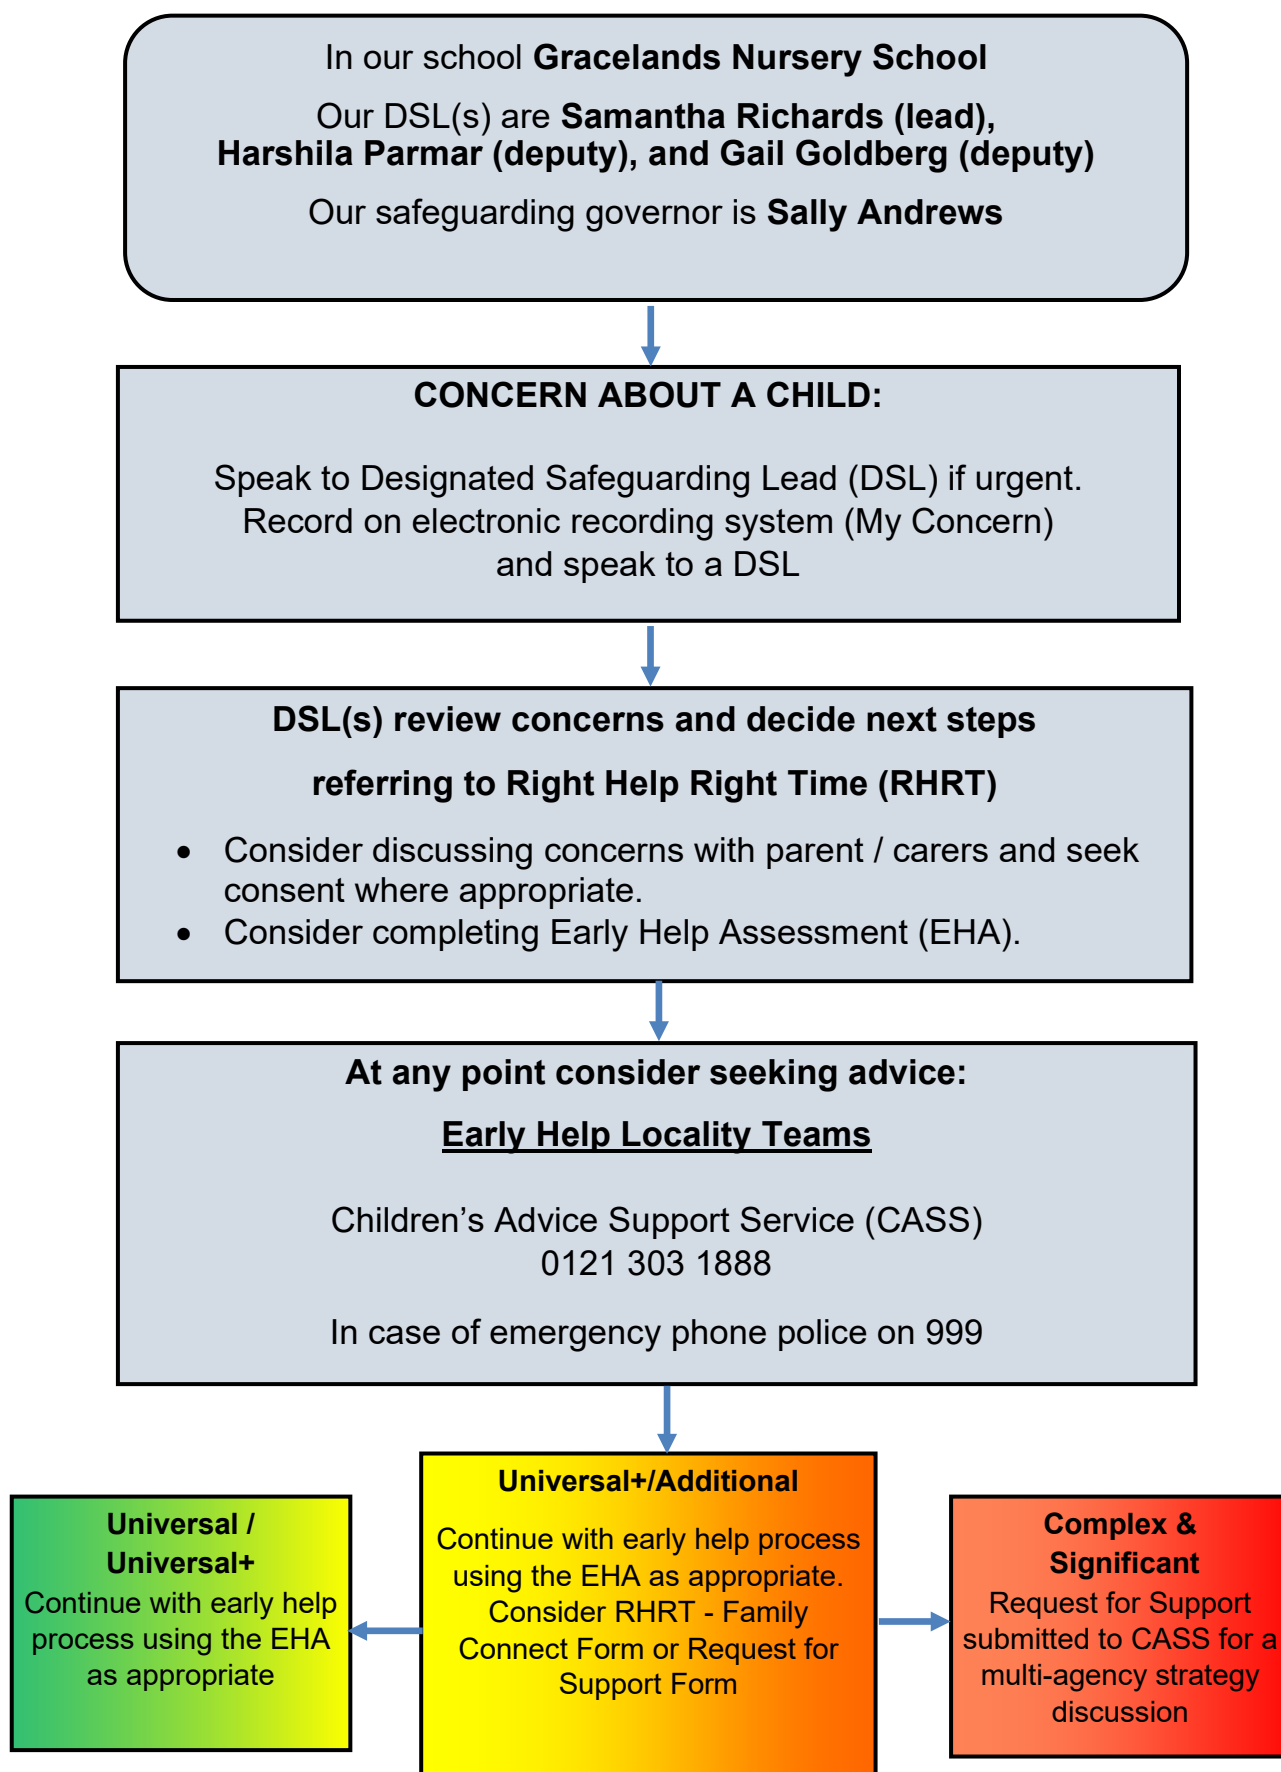 In our school Gracelands Nursery School
Our DSL(s) are Samantha Richards (lead),
Harshila Parmar (deputy), and Gail Goldberg (deputy)
Our safeguarding governor is Sally Andrews
CONCERN ABOUT A CHILD:
Speak to Designated Safeguarding Lead (DSL) if urgent.
Record on electronic recording system (My Concern)
and speak to a DSL
DSL(s) review concerns and decide next steps
referring to Right Help Right Time (RHRT)
• Consider discussing concerns with parent / carers and seek
consent where appropriate.
• Consider completing Early Help Assessment (EHA).
At any point consider seeking advice:
Early Help Locality Teams
Children’s Advice Support Service (CASS)
0121 303 1888
In case of emergency phone police on 999
Universal /
Universal+
Continue with early help
process using the EHA
as appropriate
Universal+/Additional
Continue with early help process
using the EHA as appropriate.
Consider RHRT - Family
Connect Form or Request for
Support Form
Complex &
Significant
Request for Support
submitted to CASS for a
multi-agency strategy
discussion